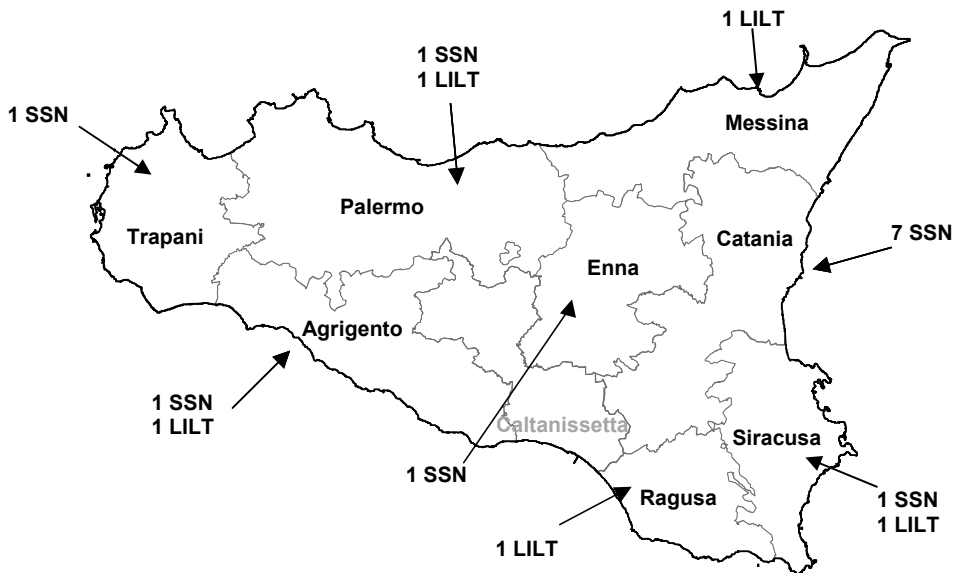 1 LILT
1 SSN
1 LILT
1 SSN
Messina
Palermo
Trapani
Catania
7 SSN
Enna
Agrigento
1 SSN
1 LILT
Caltanissetta
Siracusa
1 SSN
Ragusa
1 SSN
1 LILT
1 LILT